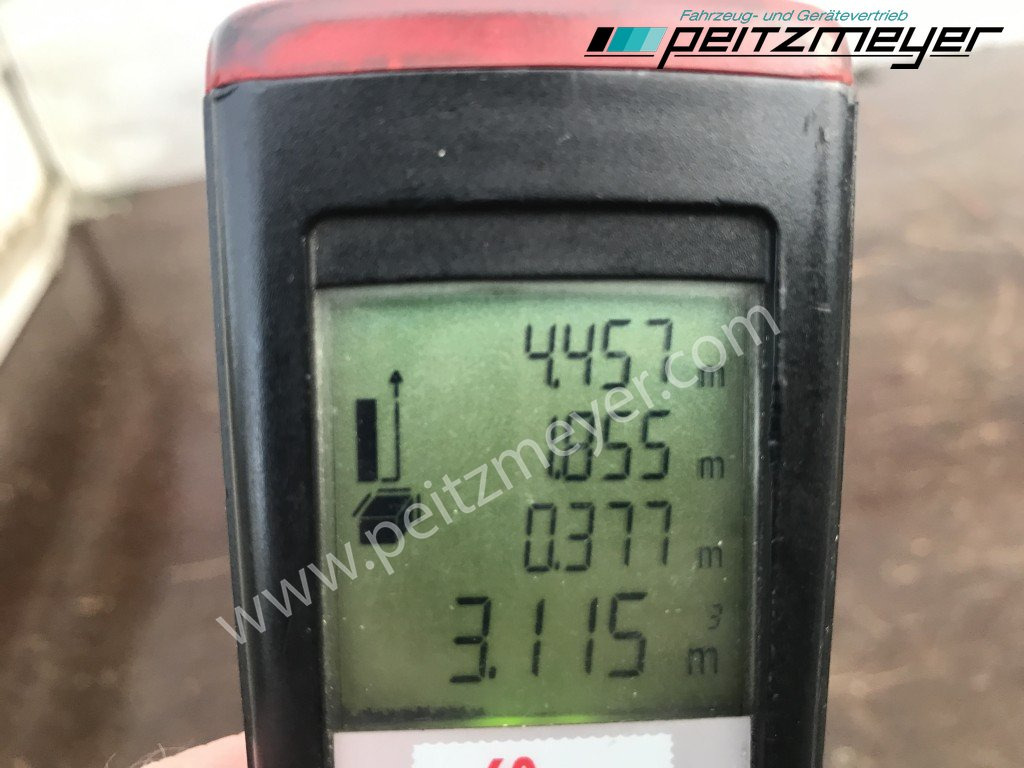 Fahrzeug- und Gerätevertrieb
peitzmeyer
4.457 m
1.855 m
0.377 m
3.115 m³
www.peitzmeyer.com